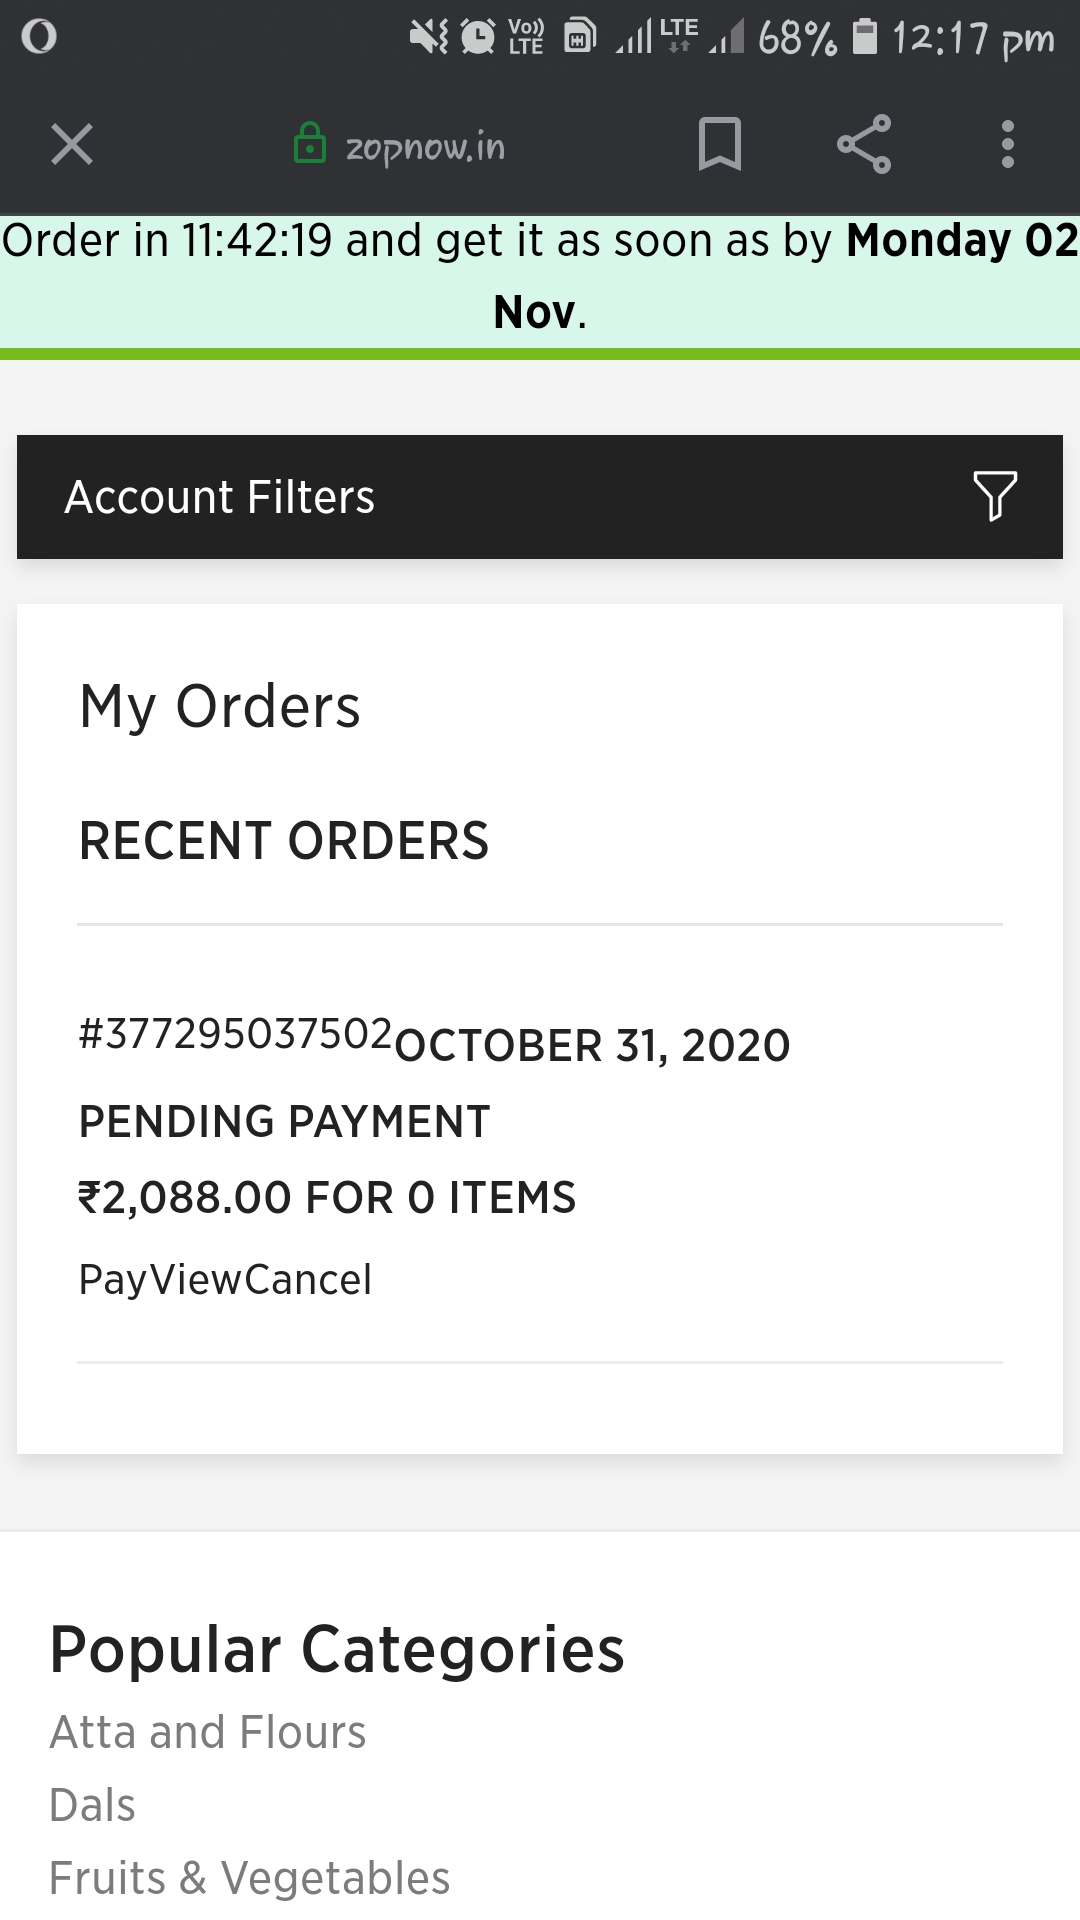 Vo)) LTE LTE 68% 12:17 pm
zopnow.in
Order in 11:42:19 and get it as soon as by Monday 02
Nov.
Account Filters
My Orders
RECENT ORDERS
#377295037502OCTOBER 31, 2020
PENDING PAYMENT
₹2,088.00 FOR 0 ITEMS
PayViewCancel
Popular Categories
Atta and Flours
Dals
Fruits & Vegetables